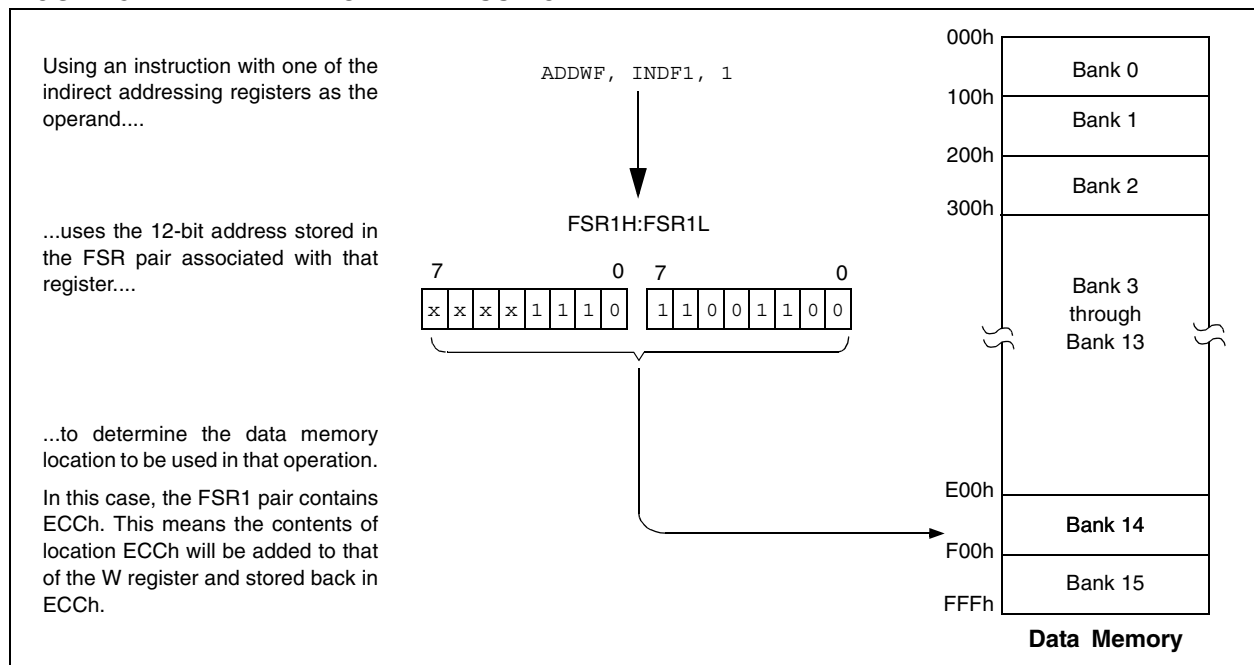 Using an instruction with one of the
indirect addressing registers as the
operand....
ADDWF, INDF1, 1
...uses the 12-bit address stored in
the FSR pair associated with that
register....
FSR1H:FSR1L
7 0 7 0
x x x x 1 1 1 0 1 1 0 0 1 1 0 0
...to determine the data memory
location to be used in that operation.
In this case, the FSR1 pair contains
ECCh. This means the contents of
location ECCh will be added to that
of the W register and stored back in
ECCh.
000h
Bank 0
100h
Bank 1
200h
Bank 2
300h
Bank 3
through
Bank 13
E00h
Bank 14
F00h
Bank 15
FFFh
Data Memory